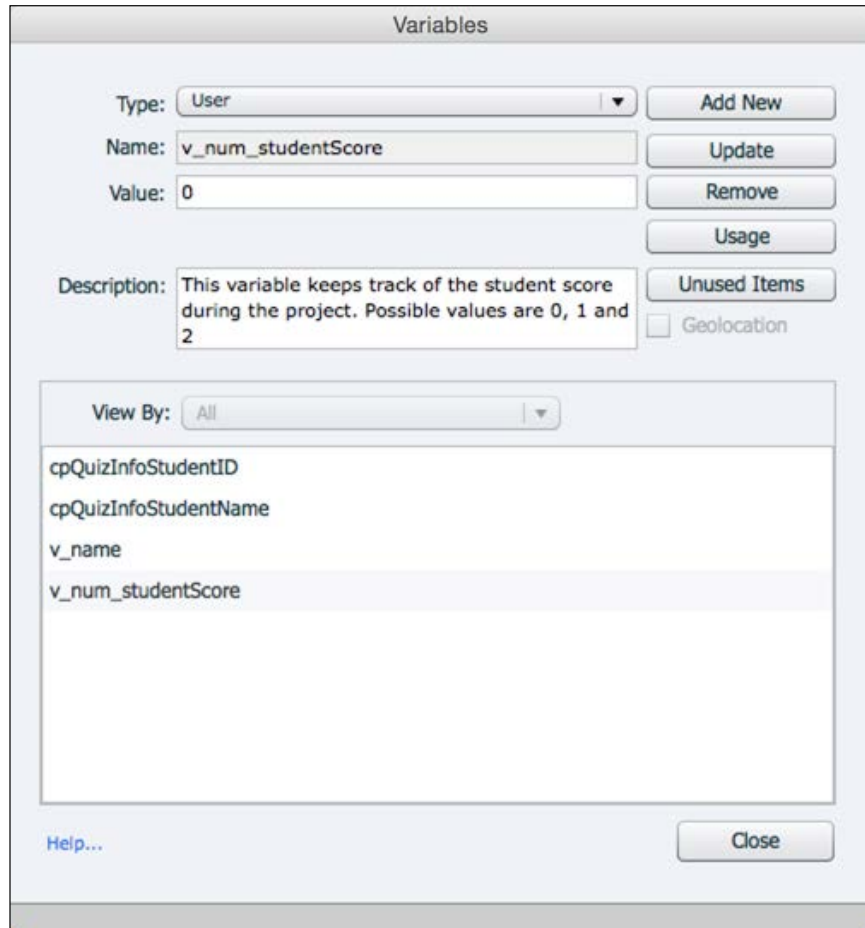 Variables
Type: User Add New
Name: v_num_studentScore Update
Value: 0 Remove
Usage
Description: This variable keeps track of the student score Unused Items
during the project. Possible values are 0, 1 and Geolocation
2
View By: All
cpQuizInfoStudentID
cpQuizInfoStudentName
v_name
v_num_studentScore
Help... Close